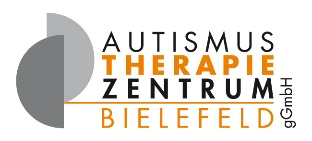 AUTISMUS
THERAPIE
ZENTRUM
BIELEFELD
gGmbH